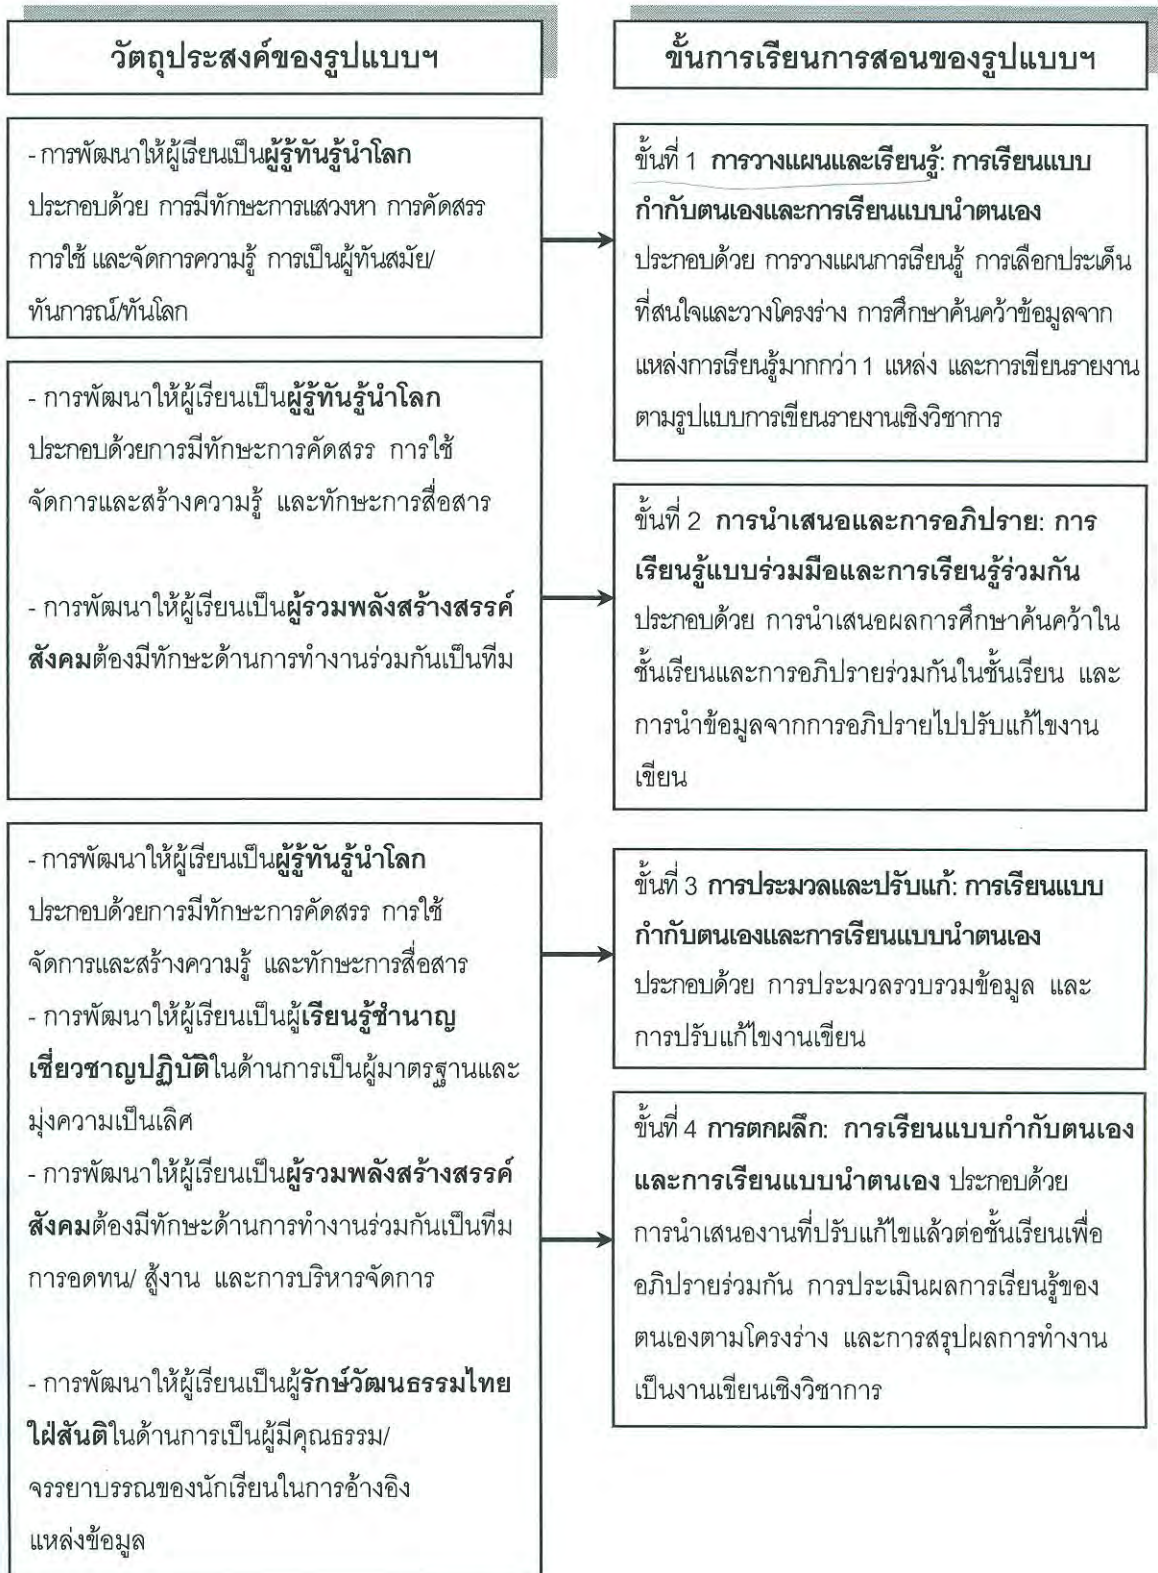 วัตถุประสงค์ของรูปแบบฯ
- การพัฒนาให้ผู้เรียนเป็นผู้รู้ทันรู้นำโลก
ประกอบด้วย การมีทักษะการแสวงหา การคัดสรร
การใช้ และจัดการความรู้ การเป็นผู้ทันสมัย/
ทันการณ์/ทันโลก
- การพัฒนาให้ผู้เรียนเป็นผู้รู้ทันรู้นำโลก
ประกอบด้วยการมีทักษะการคัดสรร การใช้
จัดการและสร้างความรู้ และทักษะการสื่อสาร
- การพัฒนาให้ผู้เรียนเป็นผู้รวมพลังสร้างสรรค์
สังคมต้องมีทักษะด้านการทำงานร่วมกันเป็นทีม
- การพัฒนาให้ผู้เรียนเป็นผู้รู้ทันรู้นำโลก
ประกอบด้วยการมีทักษะการคัดสรร การใช้
จัดการและสร้างความรู้ และทักษะการสื่อสาร
- การพัฒนาให้ผู้เรียนเป็นผู้เรียนรู้ชำนาญ
เชี่ยวชาญปฏิบัติในด้านการเป็นผู้มาตรฐานและ
มุ่งความเป็นเลิศ
- การพัฒนาให้ผู้เรียนเป็นผู้รวมพลังสร้างสรรค์
สังคมต้องมีทักษะด้านการทำงานร่วมกันเป็นทีม
การอดทน/ สู้งาน และการบริหารจัดการ
- การพัฒนาให้ผู้เรียนเป็นผู้รักษ์วัฒนธรรมไทย
ใฝ่สันติในด้านการเป็นผู้มีคุณธรรม/
จรรยาบรรณของนักเรียนในการอ้างอิง
แหล่งข้อมูล
ขั้นการเรียนการสอนของรูปแบบฯ
ขั้นที่ 1 การวางแผนและเรียนรู้: การเรียนแบบ
กำกับตนเองและการเรียนแบบนำตนเอง
ประกอบด้วย การวางแผนการเรียนรู้ การเลือกประเด็น
ที่สนใจและวางโครงร่าง การศึกษาค้นคว้าข้อมูลจาก
แหล่งการเรียนรู้มากกว่า 1 แหล่ง และการเขียนรายงาน
ตามรูปแบบการเขียนรายงานเชิงวิชาการ
ขั้นที่ 2 การนำเสนอและการอภิปราย: การ
เรียนรู้แบบร่วมมือและการเรียนรู้ร่วมกัน
ประกอบด้วย การนำเสนอผลการศึกษาค้นคว้าใน
ชั้นเรียนและการอภิปรายร่วมกันในชั้นเรียน และ
การนำข้อมูลจากการอภิปรายไปปรับแก้ไขงาน
เขียน
ขั้นที่ 3 การประมวลและปรับแก้: การเรียนแบบ
กำกับตนเองและการเรียนแบบนำตนเอง
ประกอบด้วย การประมวลรวบรวมข้อมูล และ
การปรับแก้ไขงานเขียน
ขั้นที่ 4 การตกผลึก: การเรียนแบบกำกับตนเอง
และการเรียนแบบนำตนเอง ประกอบด้วย
การนำเสนองานที่ปรับแก้ไขแล้วต่อชั้นเรียนเพื่อ
อภิปรายร่วมกัน การประเมินผลการเรียนรู้ของ
ตนเองตามโครงร่าง และการสรุปผลการทำงาน
เป็นงานเขียนเชิงวิชาการ